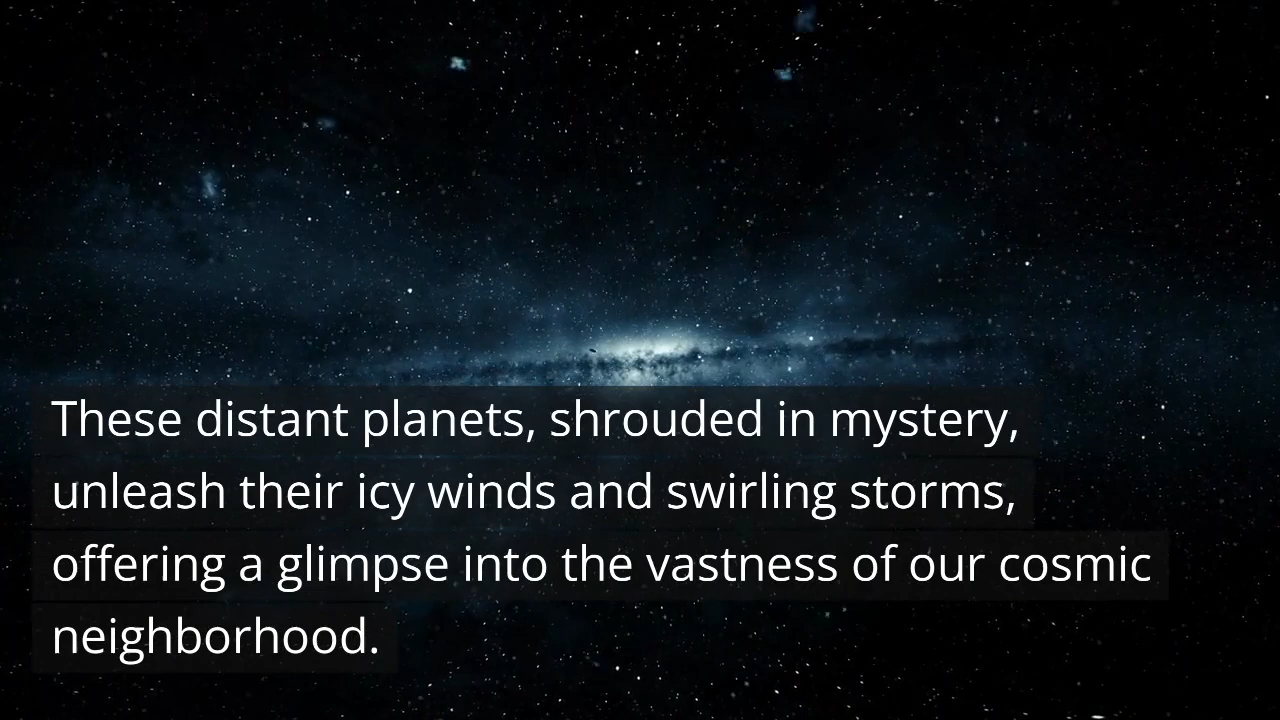 These distant planets, shrouded in mystery,
unleash their icy winds and swirling storms,
offering a glimpse into the vastness of our cosmic
neighborhood.